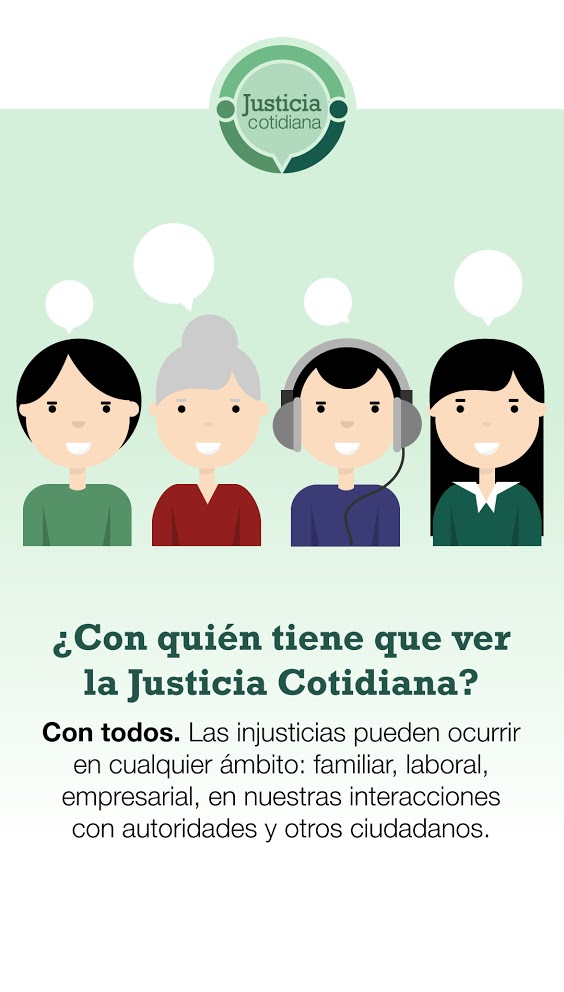 Justicia
cotidiana
¿Con quién tiene que ver
la Justicia Cotidiana?
Con todos. Las injusticias pueden ocurrir
en cualquier ámbito: familiar, laboral,
empresarial, en nuestras interacciones
con autoridades y otros ciudadanos.